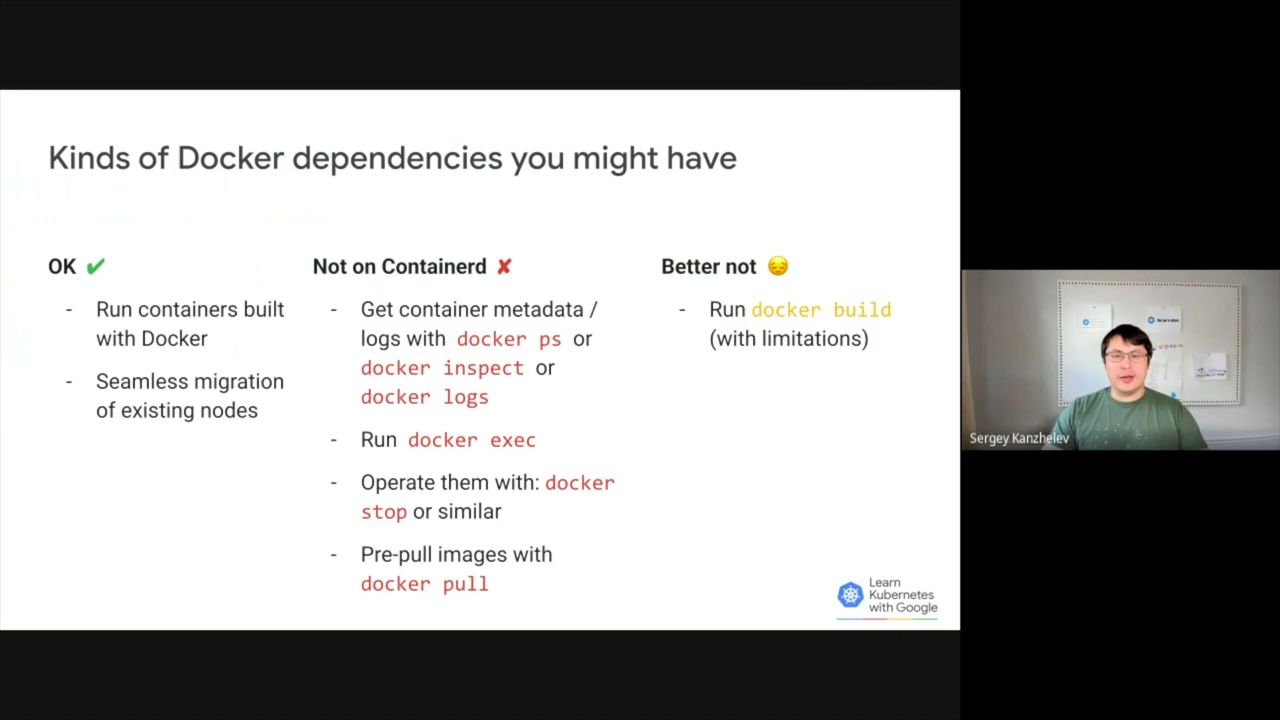 Kinds of Docker dependencies you might have
OK ✔
- Run containers built
with Docker
- Seamless migration
of existing nodes
Not on Containerd ✘
- Get container metadata /
logs with docker ps or
docker inspect or
docker logs
- Run docker exec
- Operate them with: docker
stop or similar
- Pre-pull images with
docker pull
Better not 😔
- Run docker build
(with limitations)
Learn
Kubernetes
with Google
Sergey Kanzhelev